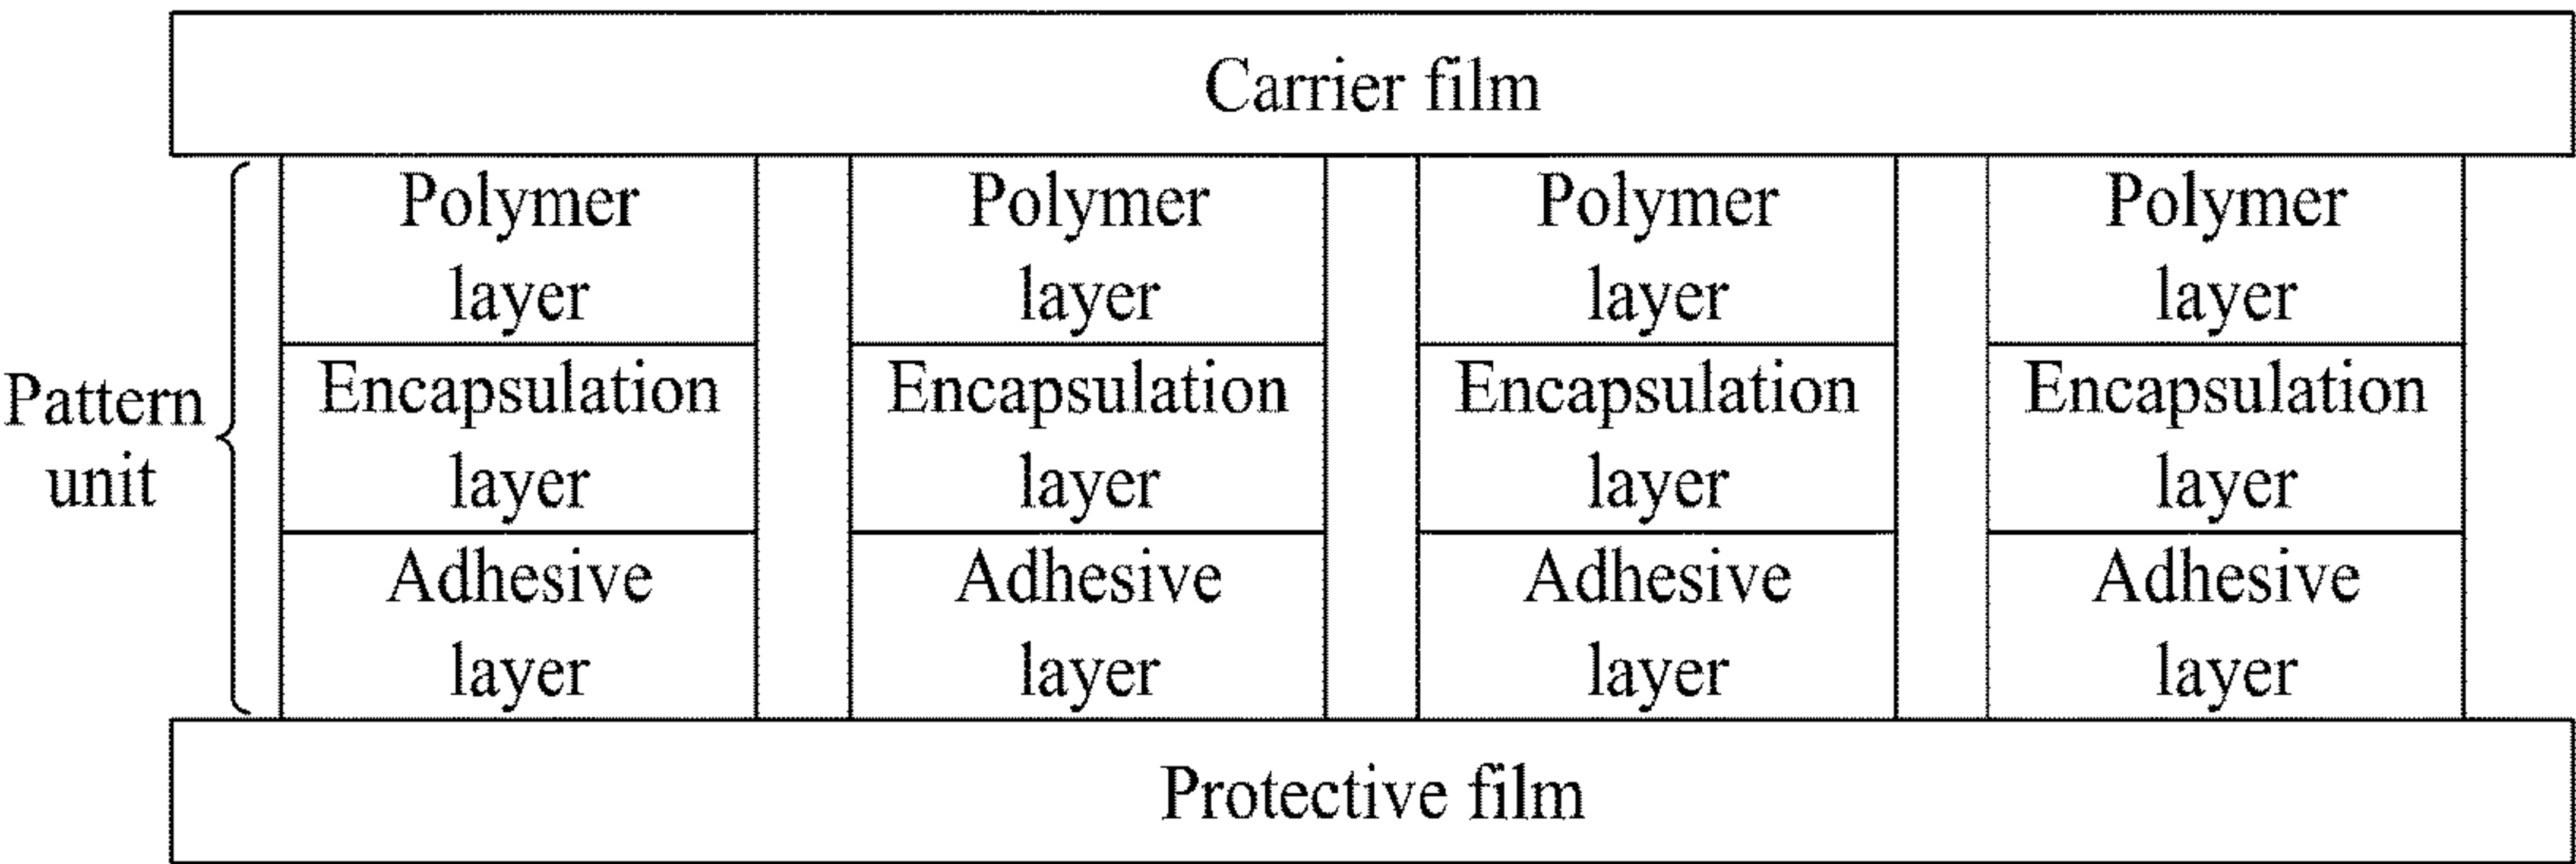 Carrier film
Polymer
layer
Polymer
layer
Polymer
layer
Polymer
layer
Pattern
unit
Encapsulation
layer
Encapsulation
layer
Encapsulation
layer
Encapsulation
layer
Adhesive
layer
Adhesive
layer
Adhesive
layer
Adhesive
layer
Protective film